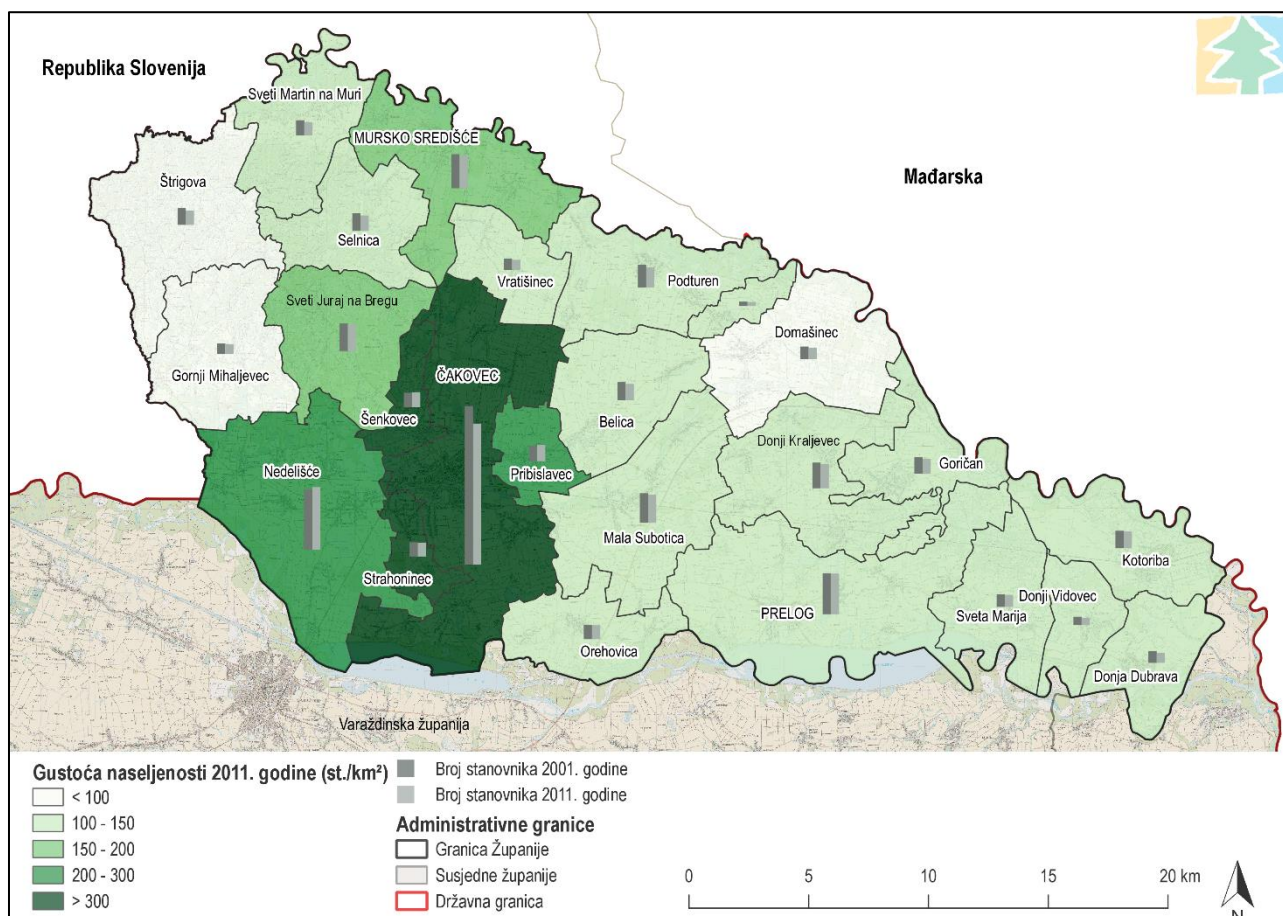 Republika Slovenija
Sveti Martin na Muri
MURSKO SREDIŠĆE
Mađarska
Štrigova
Selnica
Vratišinec
Podturen
Sveti Juraj na Bregu
Domašinec
Gornji Mihaljevec
ČAKOVEC
Šenkovec
Belica
Donji Kraljevec
Goričan
Nedelišće
Pribislavec
Mala Subotica
Kotoriba
Strahoninec
Donji Vidovec
PRELOG
Sveta Marija
Orehovica
Donja Dubrava
Varaždinska županija
Gustoća naseljenosti 2011. godine (st./km²)
< 100
100 - 150
150 - 200
200 - 300
> 300
Broj stanovnika 2001. godine
Broj stanovnika 2011. godine
Administrativne granice
Granica Županije
Susjedne županije
Državna granica
0 5 10 15 20 km
N